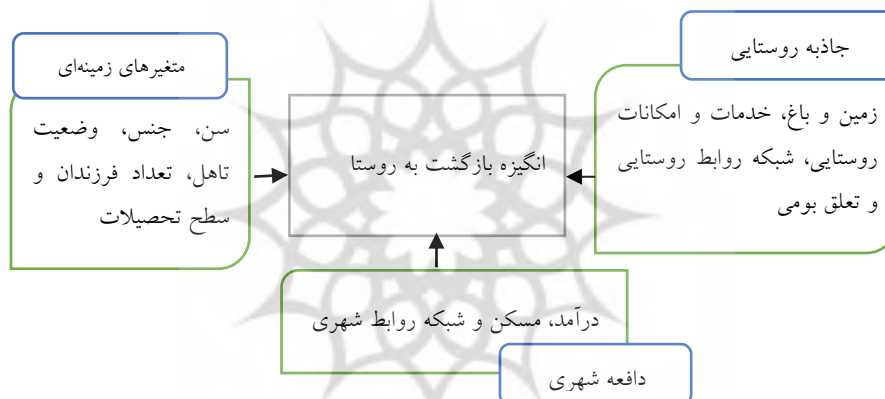 جاذبه روستایی
زمین و باغ، خدمات و امکانات
روستایی، شبکه روابط روستایی
و تعلق بومی
انگیزه بازگشت به روستا
متغیرهای زمینه‌ای
سن، جنس، وضعیت
تاهل، تعداد فرزندان و
سطح تحصیلات
درآمد، مسکن و شبکه روابط شهری
دافعه شهری